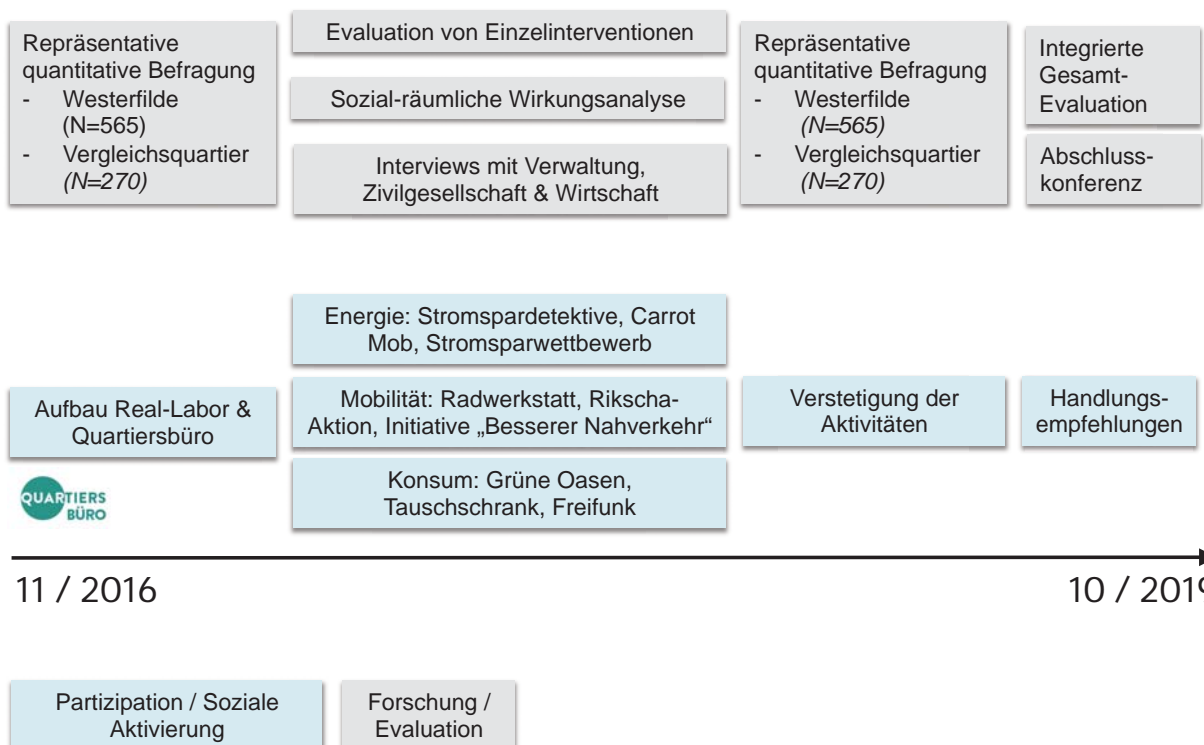 Repräsentative
quantitative Befragung
- Westerfilde
(N=565)
- Vergleichsquartier
(N=270)
Evaluation von Einzelinterventionen
Sozial-räumliche Wirkungsanalyse
Interviews mit Verwaltung,
Zivilgesellschaft & Wirtschaft
Repräsentative
quantitative Befragung
- Westerfilde
(N=565)
- Vergleichsquartier
(N=270)
Integrierte
Gesamt-
Evaluation
Abschluss-
konferenz
Aufbau Real-Labor &
Quartiersbüro
QUARTIERS
BÜRO
Energie: Stromspardetektive, Carrot
Mob, Stromsparwettbewerb
Mobilität: Radwerkstatt, Rikscha-
Aktion, Initiative „Besserer Nahverkehr“
Konsum: Grüne Oasen,
Tauschschrank, Freifunk
Verstetigung der
Aktivitäten
Handlungs-
empfehlungen
11 / 2016
10 / 2019
Partizipation / Soziale
Aktivierung
Forschung /
Evaluation